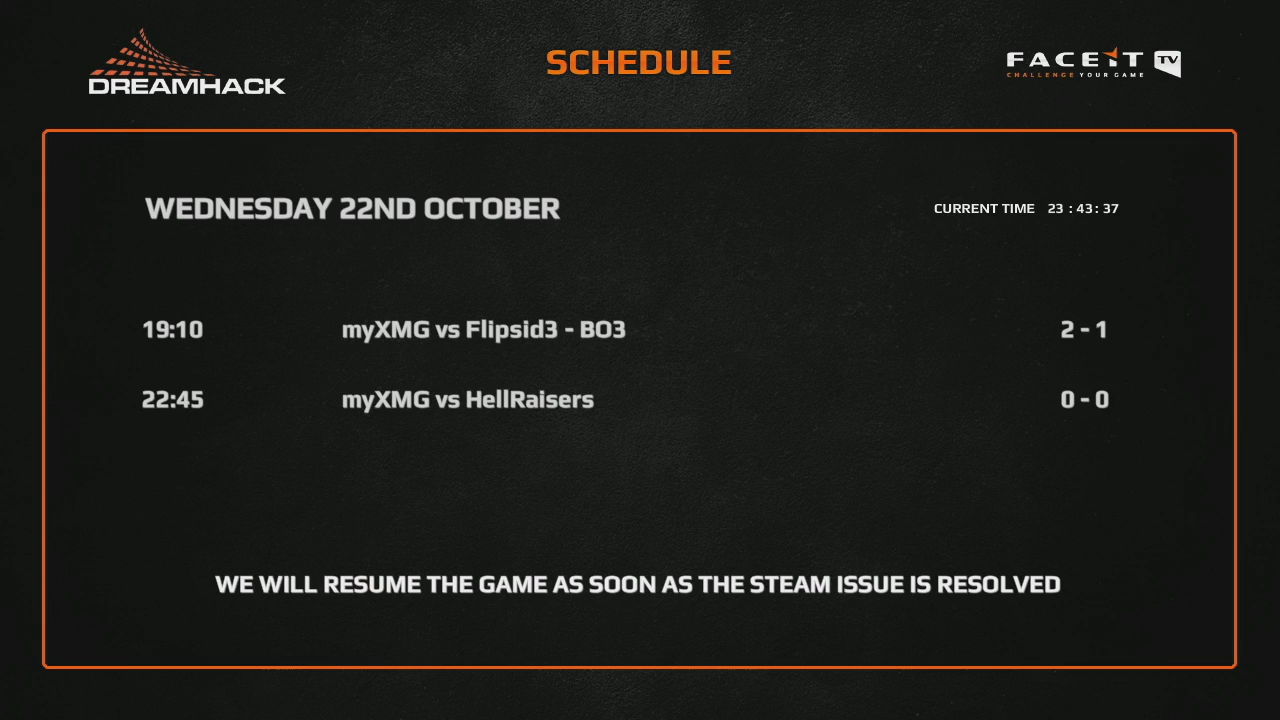 DREAMHACK
SCHEDULE
FACEIT TV
CHALLENGE YOUR GAME
WEDNESDAY 22ND OCTOBER
CURRENT TIME 23 : 43 : 37
19:10 myXMG vs Flipsid3 - BO3 2 - 1
22:45 myXMG vs HellRaisers 0 - 0
WE WILL RESUME THE GAME AS SOON AS THE STEAM ISSUE IS RESOLVED